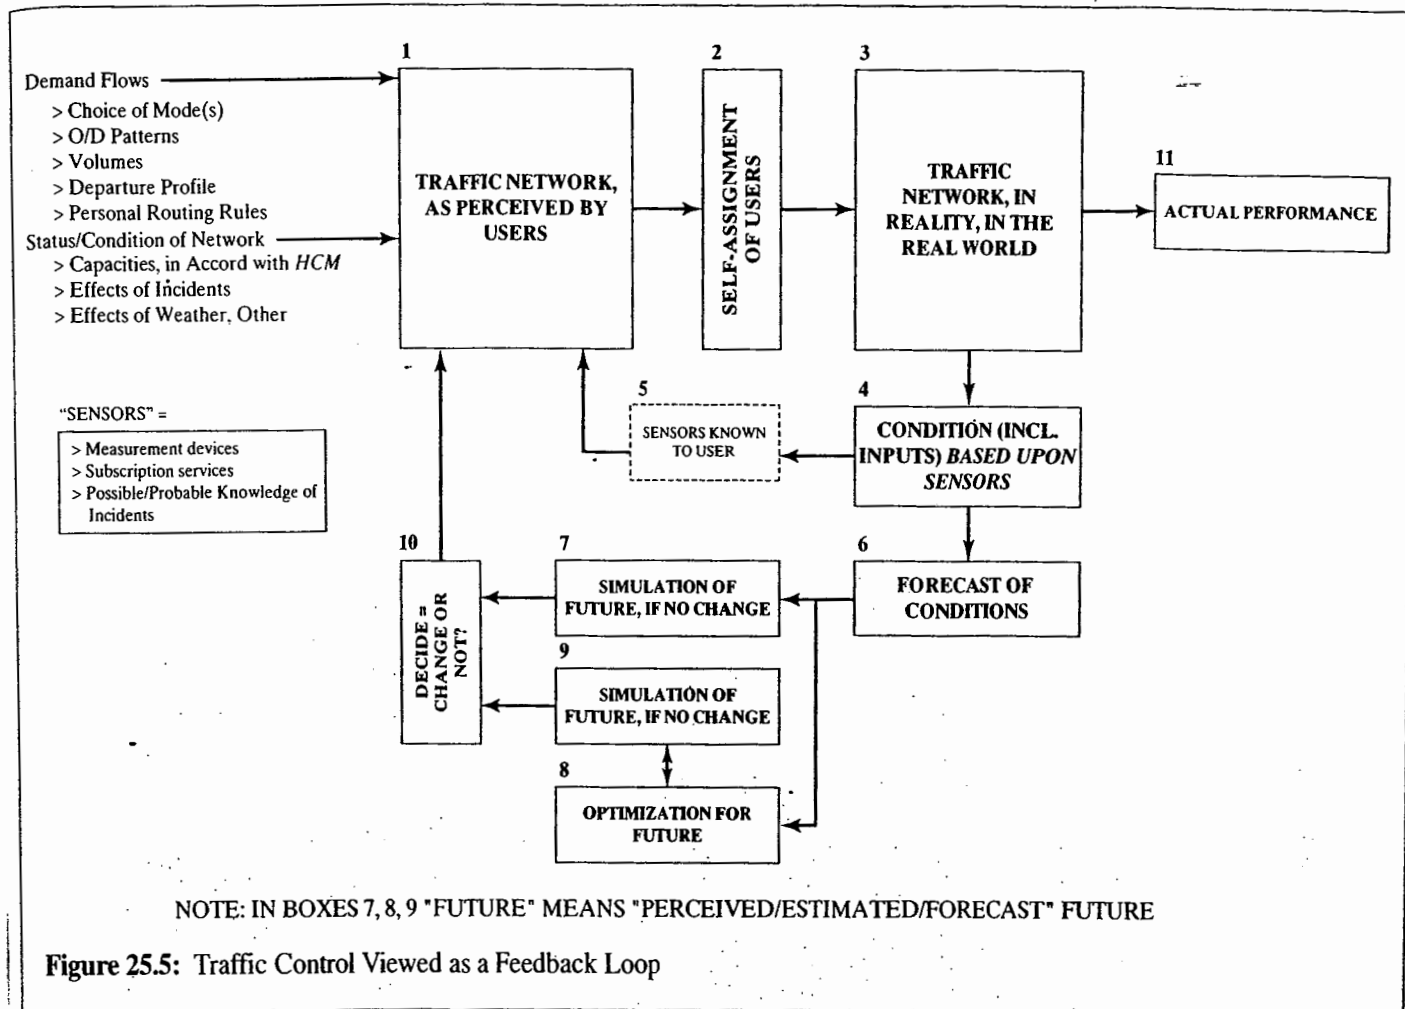 1
2
3
Demand Flows
> Choice of Mode(s)
> O/D Patterns
> Volumes
> Departure Profile
> Personal Routing Rules
Status/Condition of Network
> Capacities, in Accord with HCM
> Effects of Incidents
> Effects of Weather, Other
TRAFFIC NETWORK,
AS PERCEIVED BY
USERS
SELF-ASSIGNMENT
OF USERS
TRAFFIC
NETWORK, IN
REALITY, IN THE
REAL WORLD
11
ACTUAL PERFORMANCE
"SENSORS" =
> Measurement devices
> Subscription services
> Possible/Probable Knowledge of
Incidents
5
SENSORS KNOWN
TO USER
4
CONDITION (INCL.
INPUTS) BASED UPON
SENSORS
10
DECIDE =
CHANGE OR
NOT?
7
SIMULATION OF
FUTURE, IF NO CHANGE
6
FORECAST OF
CONDITIONS
9
SIMULATION OF
FUTURE, IF NO CHANGE
8
OPTIMIZATION FOR
FUTURE
NOTE: IN BOXES 7, 8, 9 "FUTURE" MEANS "PERCEIVED/ESTIMATED/FORECAST" FUTURE
Figure 25.5: Traffic Control Viewed as a Feedback Loop